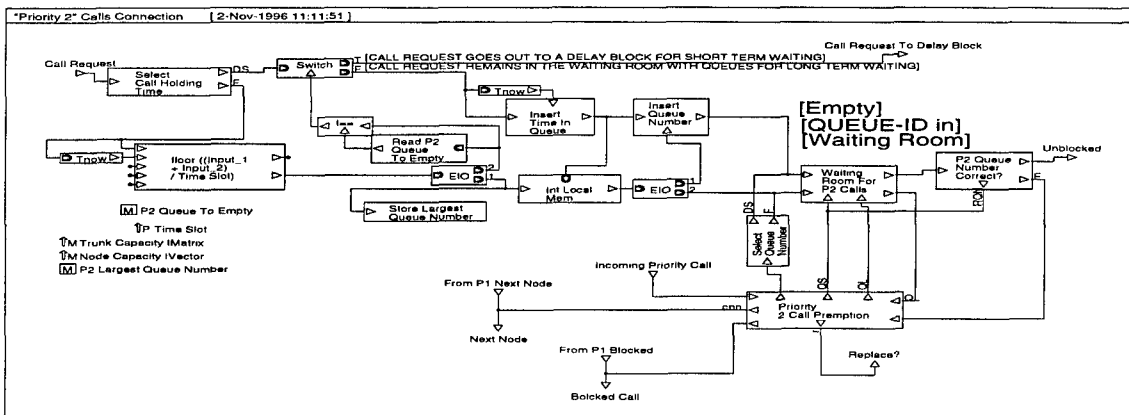 "Priority 2" Calls Connection [ 2-Nov-1996 11:11:51 ]
Call Request To Delay Block
Call Request
Select
Call Holding
Time
DS
F
Switch
T
F
[CALL REQUEST GOES OUT TO A DELAY BLOCK FOR SHORT TERM WAITING]
[CALL REQUEST REMAINS IN THE WAITING ROOM WITH QUEUES FOR LONG TERM WAITING]
Tnow
Insert
Time In
Queue
Insert
Queue
Number
[Empty]
[QUEUE-ID in]
[Waiting Room]
Read P2
Queue
To Empty
Tnow
floor ((Input_1
+ Input_2)
/ Time Slot)
EIO
2
1
Int Local
Mem
EIO
1
2
Store Largest
Queue Number
Waiting
Room For
P2 Calls
P2 Queue
Number
Correct?
Unblocked
M P2 Queue To Empty
⇑P Time Slot
⇑M Trunk Capacity IMatrix
⇑M Node Capacity IVector
M P2 Largest Queue Number
DS
F
Select
Queue
Number
Incoming Priority Call
From P1 Next Node
Next Node
From P1 Blocked
Bolcked Call
QS
QL
Priority
2 Call Premption
Replace?